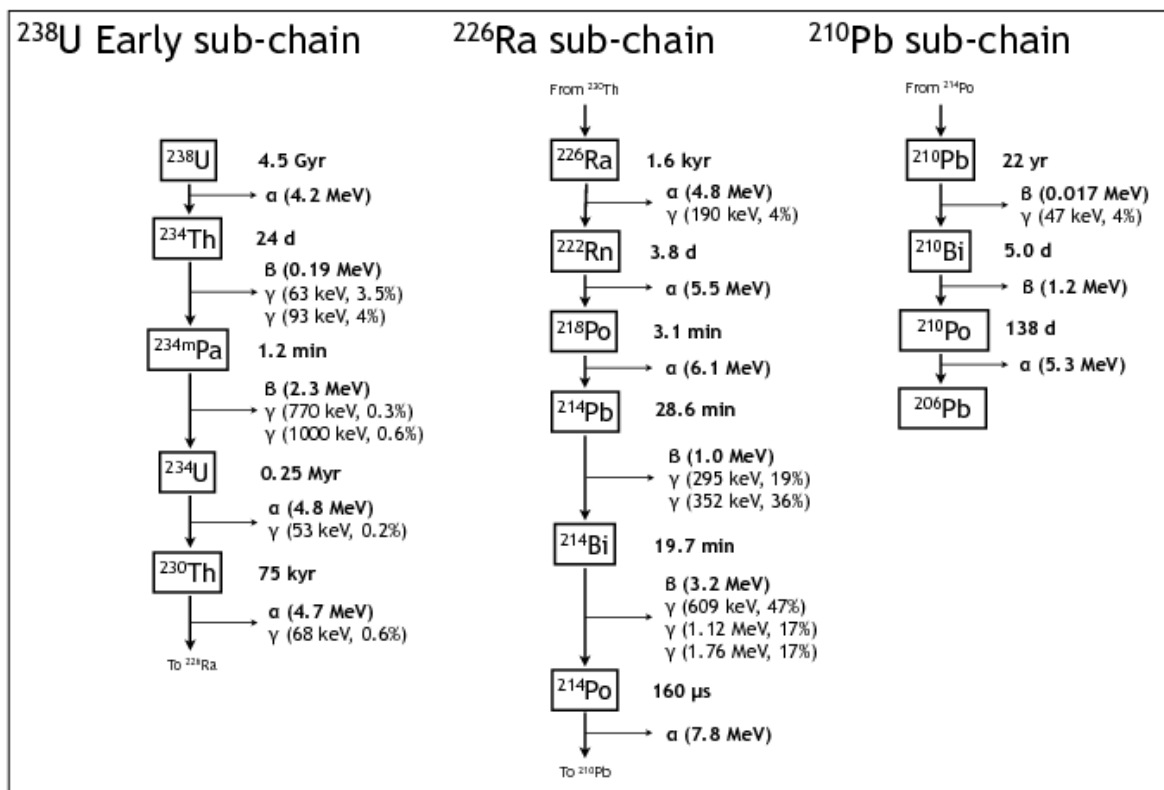 ²³⁸U Early sub-chain
²³⁸U
4.5 Gyr
α (4.2 MeV)
²³⁴Th
24 d
β (0.19 MeV)
γ (63 keV, 3.5%)
γ (93 keV, 4%)
²³⁴ᵐPa
1.2 min
β (2.3 MeV)
γ (770 keV, 0.3%)
γ (1000 keV, 0.6%)
²³⁴U
0.25 Myr
α (4.8 MeV)
γ (53 keV, 0.2%)
²³⁰Th
75 kyr
α (4.7 MeV)
γ (68 keV, 0.6%)
To ²²⁸Ra
²²⁶Ra sub-chain
From ²³⁰Th
²²⁶Ra
1.6 kyr
α (4.8 MeV)
γ (190 keV, 4%)
²²²Rn
3.8 d
α (5.5 MeV)
²¹⁸Po
3.1 min
α (6.1 MeV)
²¹⁴Pb
28.6 min
β (1.0 MeV)
γ (295 keV, 19%)
γ (352 keV, 36%)
²¹⁴Bi
19.7 min
β (3.2 MeV)
γ (609 keV, 47%)
γ (1.12 MeV, 17%)
γ (1.76 MeV, 17%)
²¹⁴Po
160 µs
α (7.8 MeV)
To ²¹⁰Pb
²¹⁰Pb sub-chain
From ²¹⁴Po
²¹⁰Pb
22 yr
β (0.017 MeV)
γ (47 keV, 4%)
²¹⁰Bi
5.0 d
β (1.2 MeV)
²¹⁰Po
138 d
α (5.3 MeV)
²⁰⁶Pb